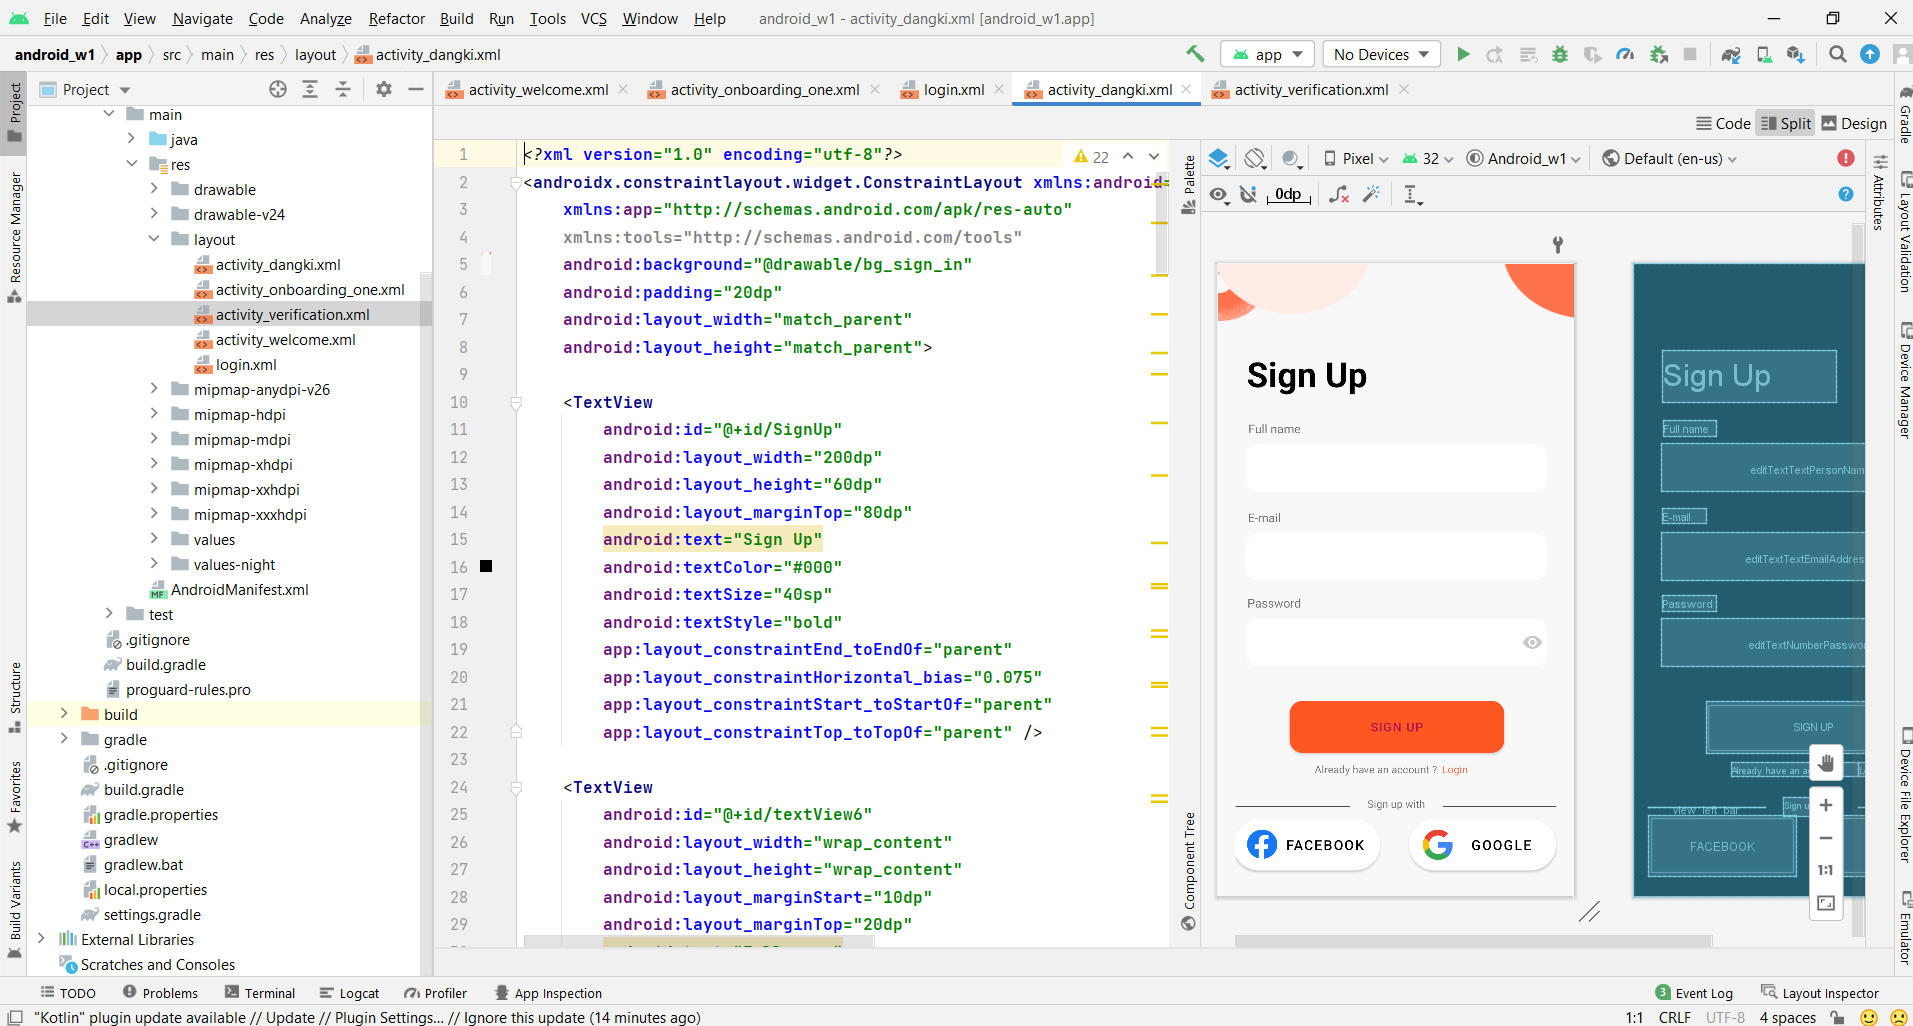 File Edit View Navigate Code Analyze Refactor Build Run Tools VCS Window Help android_w1 - activity_dangki.xml [android_w1.app]
android_w1 app src main res layout activity_dangki.xml
app No Devices
Project
activity_welcome.xml activity_onboarding_one.xml login.xml activity_dangki.xml activity_verification.xml
Code Split Design
Project
Resource Manager
Structure
Favorites
Build Variants
main
java
res
drawable
drawable-v24
layout
activity_dangki.xml
activity_onboarding_one.xml
activity_verification.xml
activity_welcome.xml
login.xml
mipmap-anydpi-v26
mipmap-hdpi
mipmap-mdpi
mipmap-xhdpi
mipmap-xxhdpi
mipmap-xxxhdpi
values
values-night
MF AndroidManifest.xml
test
.gitignore
build.gradle
proguard-rules.pro
build
gradle
.gitignore
build.gradle
gradle.properties
gradlew
gradlew.bat
local.properties
settings.gradle
External Libraries
Scratches and Consoles
22
1 <?xml version="1.0" encoding="utf-8"?>
2 <androidx.constraintlayout.widget.ConstraintLayout xmlns:android=
3 xmlns:app="http://schemas.android.com/apk/res-auto"
4 xmlns:tools="http://schemas.android.com/tools"
5 android:background="@drawable/bg_sign_in"
6 android:padding="20dp"
7 android:layout_width="match_parent"
8 android:layout_height="match_parent">
9
10 <TextView
11 android:id="@+id/SignUp"
12 android:layout_width="200dp"
13 android:layout_height="60dp"
14 android:layout_marginTop="80dp"
15 android:text="Sign Up"
16 android:textColor="#000"
17 android:textSize="40sp"
18 android:textStyle="bold"
19 app:layout_constraintEnd_toEndOf="parent"
20 app:layout_constraintHorizontal_bias="0.075"
21 app:layout_constraintStart_toStartOf="parent"
22 app:layout_constraintTop_toTopOf="parent" />
23
24 <TextView
25 android:id="@+id/textView6"
26 android:layout_width="wrap_content"
27 android:layout_height="wrap_content"
28 android:layout_marginStart="10dp"
29 android:layout_marginTop="20dp"
Palette
Component Tree
Pixel 32 Android_w1 Default (en-us)
0dp
Sign Up
Full name
E-mail
Password
SIGN UP
Already have an account ? Login
Sign up with
FACEBOOK GOOGLE
Sign Up
Full name
editTextTextPersonNam
E-mail
editTextTextEmailAddres
Password
editTextNumberPasswor
SIGN UP
Already have an a
Sign u
view_left_bar
FACEBOOK
1:1
Gradle
Attributes
Layout Validation
Device Manager
Device File Explorer
Emulator
TODO Problems Terminal Logcat Profiler App Inspection 3 Event Log Layout Inspector
"Kotlin" plugin update available // Update // Plugin Settings... // Ignore this update (14 minutes ago) 1:1 CRLF UTF-8 4 spaces